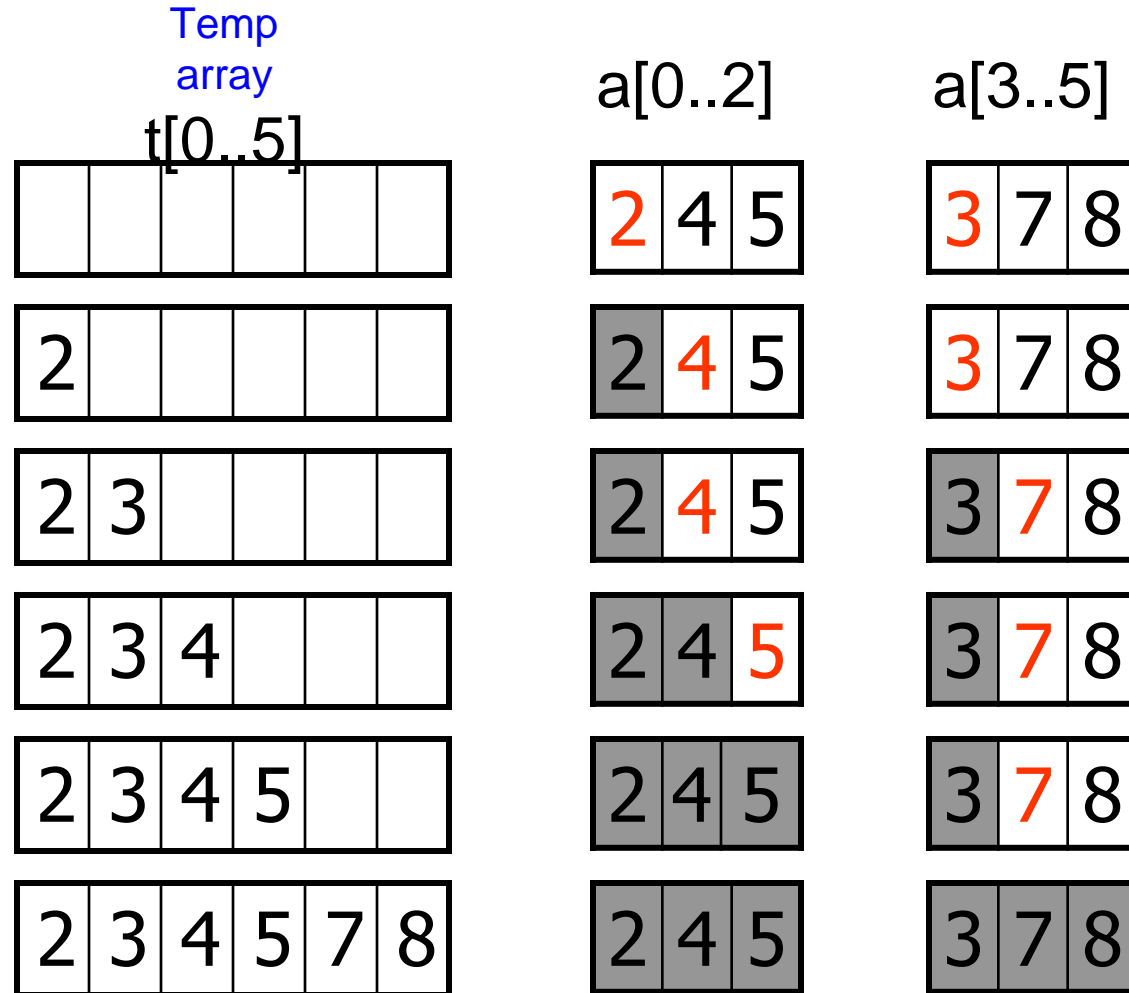 Temp
array
t[0..5]
a[0..2] a[3..5]
2 4 5 3 7 8
2 2 4 5 3 7 8
2 3 2 4 5 3 7 8
2 3 4 2 4 5 3 7 8
2 3 4 5 2 4 5 3 7 8
2 3 4 5 7 8 2 4 5 3 7 8